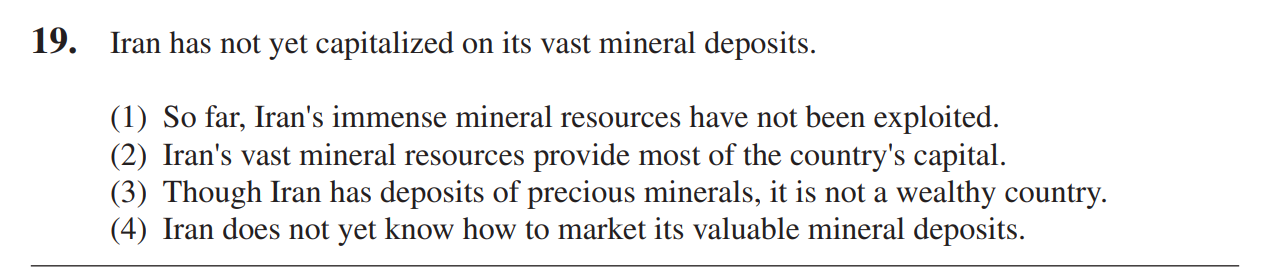 19. Iran has not yet capitalized on its vast mineral deposits.
(1) So far, Iran's immense mineral resources have not been exploited.
(2) Iran's vast mineral resources provide most of the country's capital.
(3) Though Iran has deposits of precious minerals, it is not a wealthy country.
(4) Iran does not yet know how to market its valuable mineral deposits.